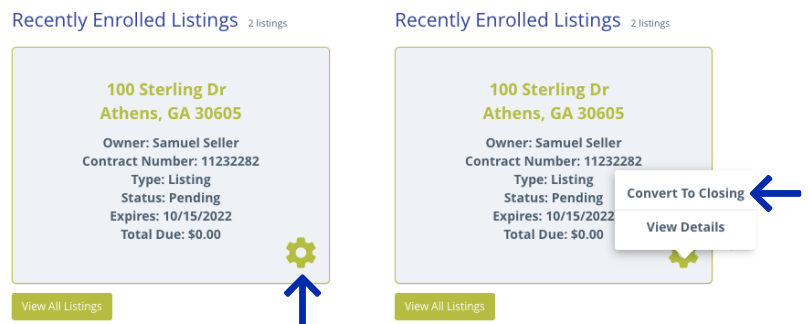 Recently Enrolled Listings 2 listings
100 Sterling Dr
Athens, GA 30605
Owner: Samuel Seller
Contract Number: 11232282
Type: Listing
Status: Pending
Expires: 10/15/2022
Total Due: $0.00
View All Listings
Recently Enrolled Listings 2 listings
100 Sterling Dr
Athens, GA 30605
Owner: Samuel Seller
Contract Number: 11232282
Type: Listing
Status: Pending
Expires: 10/15/2022
Total Due: $0.00
Convert To Closing
View Details
View All Listings